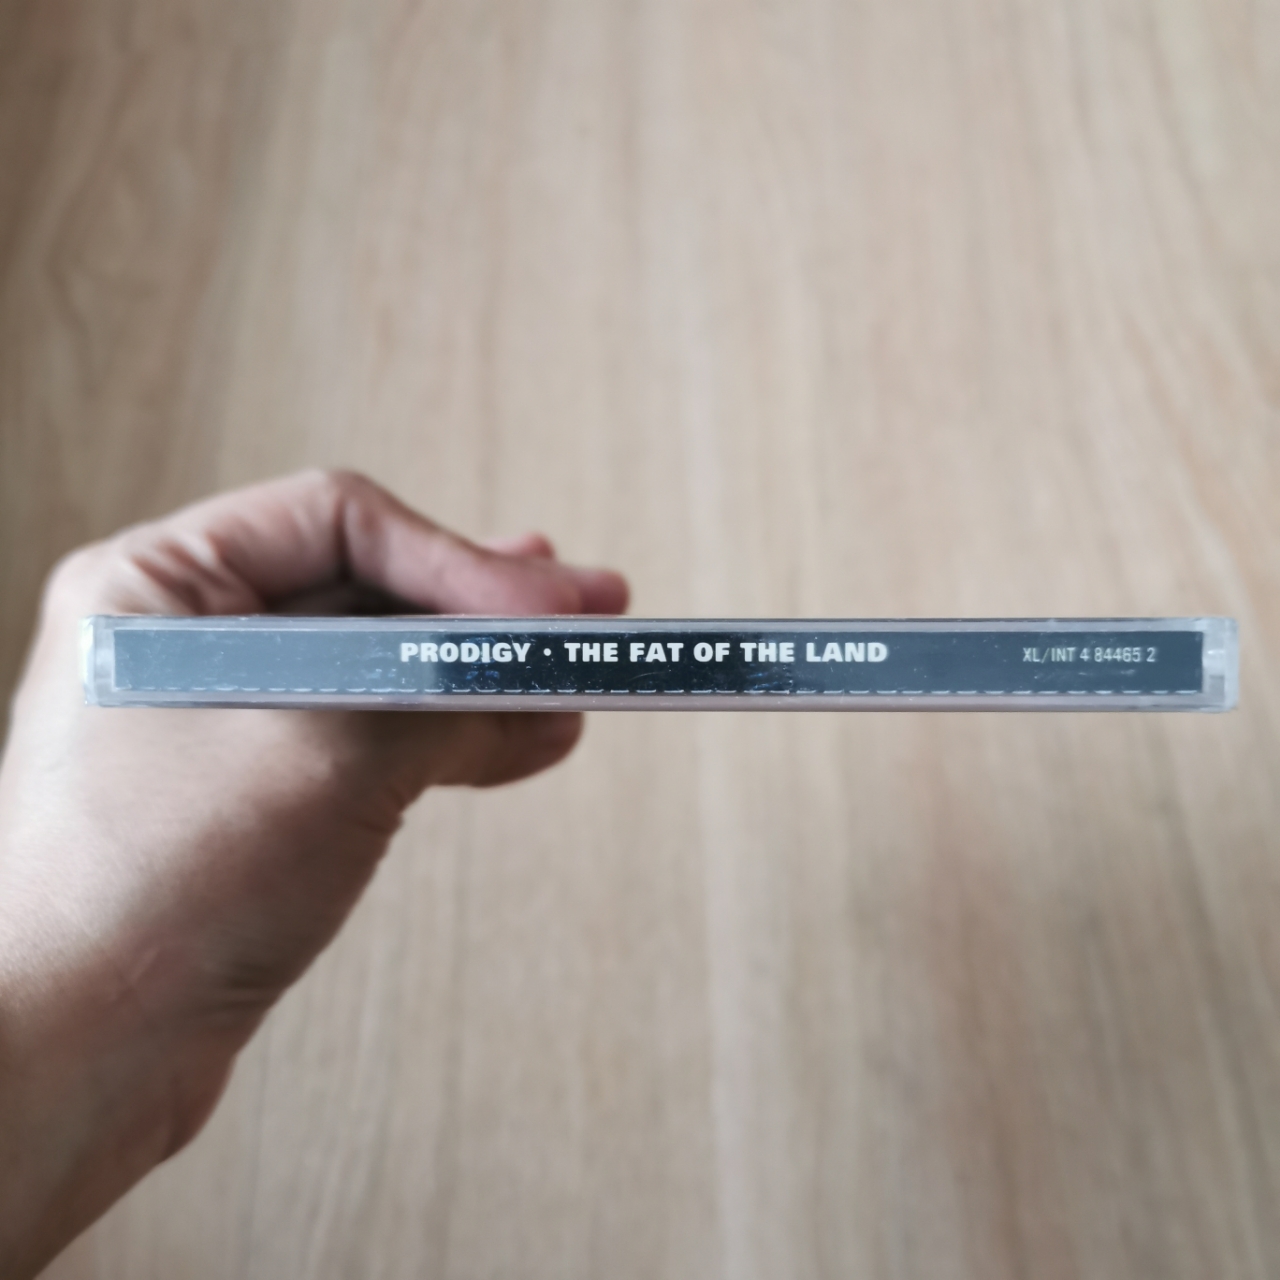 PRODIGY • THE FAT OF THE LAND XL/INT 4 84465 2